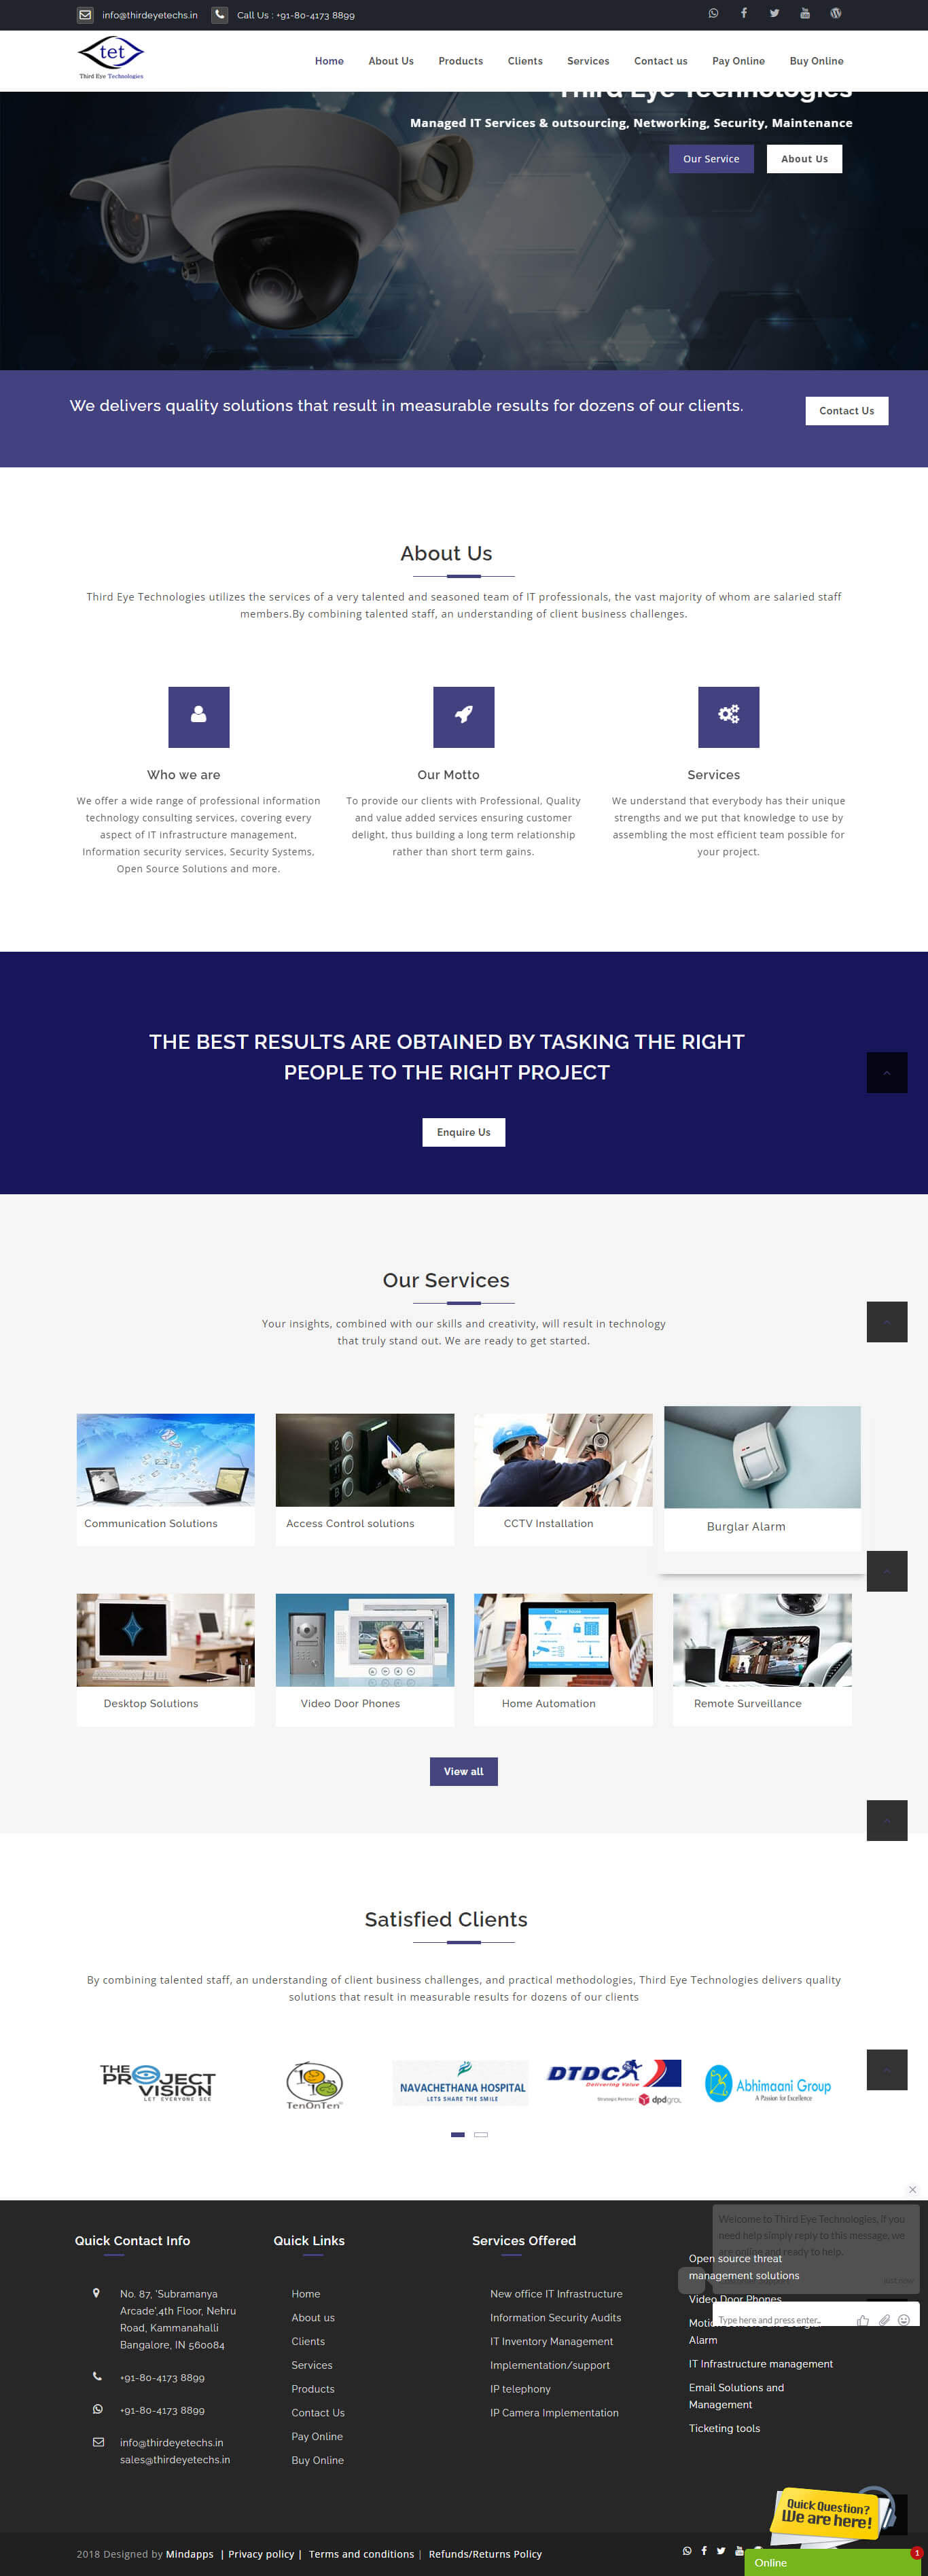 info@thirdeyetechs.in Call Us : +91-80-4173 8899
tet
Third Eye Technologies
Home About Us Products Clients Services Contact us Pay Online Buy Online
Third Eye Technologies
Managed IT Services & outsourcing, Networking, Security, Maintenance
Our Service About Us
We delivers quality solutions that result in measurable results for dozens of our clients.
Contact Us
About Us
Third Eye Technologies utilizes the services of a very talented and seasoned team of IT professionals, the vast majority of whom are salaried staff
members.By combining talented staff, an understanding of client business challenges.
Who we are
We offer a wide range of professional information
technology consulting services, covering every
aspect of IT infrastructure management,
Information security services, Security Systems,
Open Source Solutions and more.
Our Motto
To provide our clients with Professional, Quality
and value added services ensuring customer
delight, thus building a long term relationship
rather than short term gains.
Services
We understand that everybody has their unique
strengths and we put that knowledge to use by
assembling the most efficient team possible for
your project.
THE BEST RESULTS ARE OBTAINED BY TASKING THE RIGHT
PEOPLE TO THE RIGHT PROJECT
Enquire Us
Our Services
Your insights, combined with our skills and creativity, will result in technology
that truly stand out. We are ready to get started.
Communication Solutions
Access Control solutions
CCTV Installation
Burglar Alarm
Desktop Solutions
Video Door Phones
Home Automation
Remote Surveillance
View all
Satisfied Clients
By combining talented staff, an understanding of client business challenges, and practical methodologies, Third Eye Technologies delivers quality
solutions that result in measurable results for dozens of our clients
THE PROJECT VISION
LET EVERYONE SEE
TenOnTen
NAVACHETHANA HOSPITAL
LETS SHARE THE SMILE
DTDC
Delivering Value
Strategic Partner: dpdgrou
Abhimaani Group
A Passion for Excellence
Quick Contact Info
No. 87, 'Subramanya
Arcade',4th Floor, Nehru
Road, Kammanahalli
Bangalore, IN 560084
+91-80-4173 8899
+91-80-4173 8899
info@thirdeyetechs.in
sales@thirdeyetechs.in
Quick Links
Home
About us
Clients
Services
Products
Contact Us
Pay Online
Buy Online
Services Offered
New office IT Infrastructure
Information Security Audits
IT Inventory Management
Implementation/support
IP telephony
IP Camera Implementation
Welcome to Third Eye Technologies, If you
need help simply reply to this message, we
are online and ready to help.
Open source threat
management solutions
Video Door Phones
Type here and press enter..
Motion Sensors and Burglar
Alarm
IT Infrastructure management
Email Solutions and
Management
Ticketing tools
Quick Question?
We are here!
2018 Designed by Mindapps | Privacy policy | Terms and conditions | Refunds/Returns Policy
Online
1